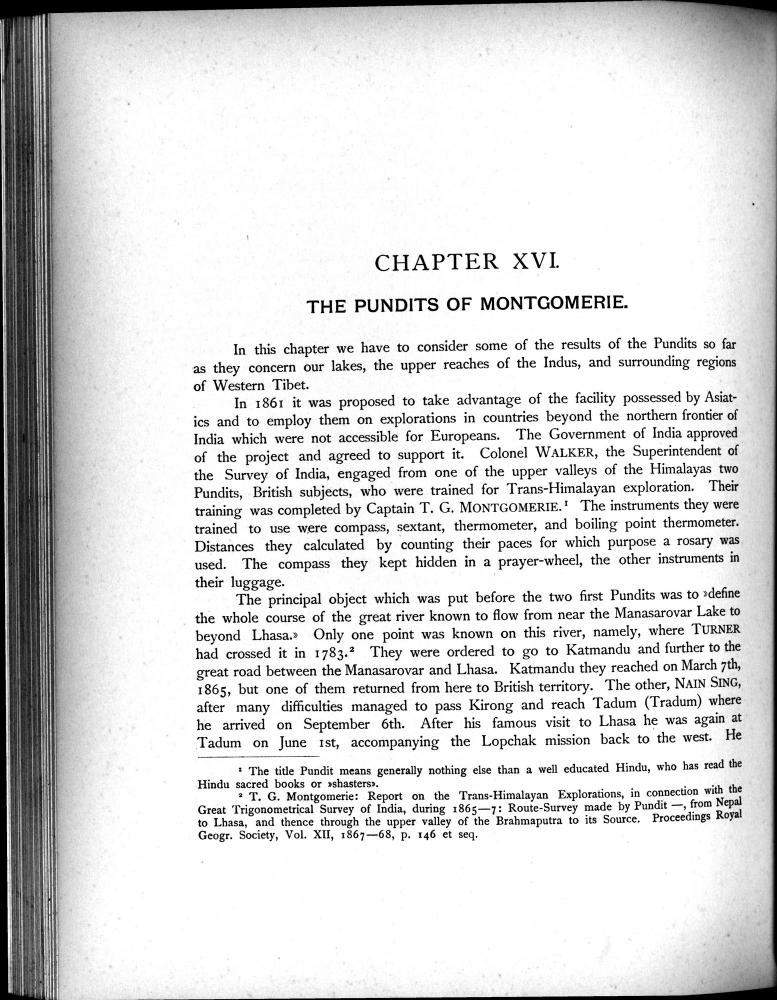 CHAPTER XVI.
THE PUNDITS OF MONTGOMERIE.
In this chapter we have to consider some of the results of the Pundits so far
as they concern our lakes, the upper reaches of the Indus, and surrounding regions
of Western Tibet.
In 1861 it was proposed to take advantage of the facility possessed by Asiat-
ics and to employ them on explorations in countries beyond the northern frontier of
India which were not accessible for Europeans. The Government of India approved
of the project and agreed to support it. Colonel WALKER, the Superintendent of
the Survey of India, engaged from one of the upper valleys of the Himalayas two
Pundits, British subjects, who were trained for Trans-Himalayan exploration. Their
training was completed by Captain T. G. MONTGOMERIE.¹ The instruments they were
trained to use were compass, sextant, thermometer, and boiling point thermometer.
Distances they calculated by counting their paces for which purpose a rosary was
used. The compass they kept hidden in a prayer-wheel, the other instruments in
their luggage.
The principal object which was put before the two first Pundits was to »define
the whole course of the great river known to flow from near the Manasarovar Lake to
beyond Lhasa.» Only one point was known on this river, namely, where TURNER
had crossed it in 1783.² They were ordered to go to Katmandu and further to the
great road between the Manasarovar and Lhasa. Katmandu they reached on March 7th,
1865, but one of them returned from here to British territory. The other, NAIN SING,
after many difficulties managed to pass Kirong and reach Tadum (Tradum) where
he arrived on September 6th. After his famous visit to Lhasa he was again at
Tadum on June 1st, accompanying the Lopchak mission back to the west. He
¹ The title Pundit means generally nothing else than a well educated Hindu, who has read the
Hindu sacred books or »shasters».
² T. G. Montgomerie: Report on the Trans-Himalayan Explorations, in connection with the
Great Trigonometrical Survey of India, during 1865—7: Route-Survey made by Pundit —, from Nepal
to Lhasa, and thence through the upper valley of the Brahmaputra to its Source. Proceedings Royal
Geogr. Society, Vol. XII, 1867—68, p. 146 et seq.